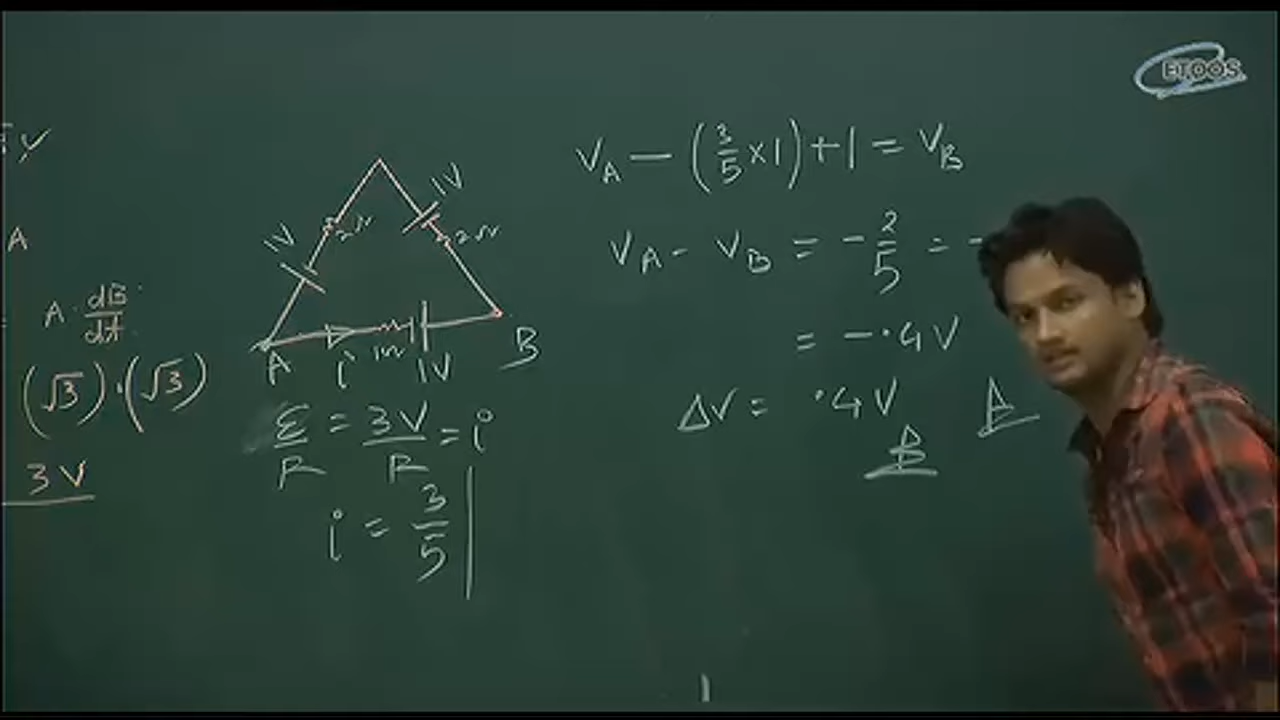 ETOOS
A
A · dB/dt
(√3)·(√3)
3 V
1V
2Ω
1V
2Ω
A
i
1Ω
1V
B
ε/R = 3V/R = i
i = 3/5
V_A − (3/5 × 1) + 1 = V_B
V_A - V_B = - 2/5 = -
= - ·4 V
ΔV = ·4 V
B
A